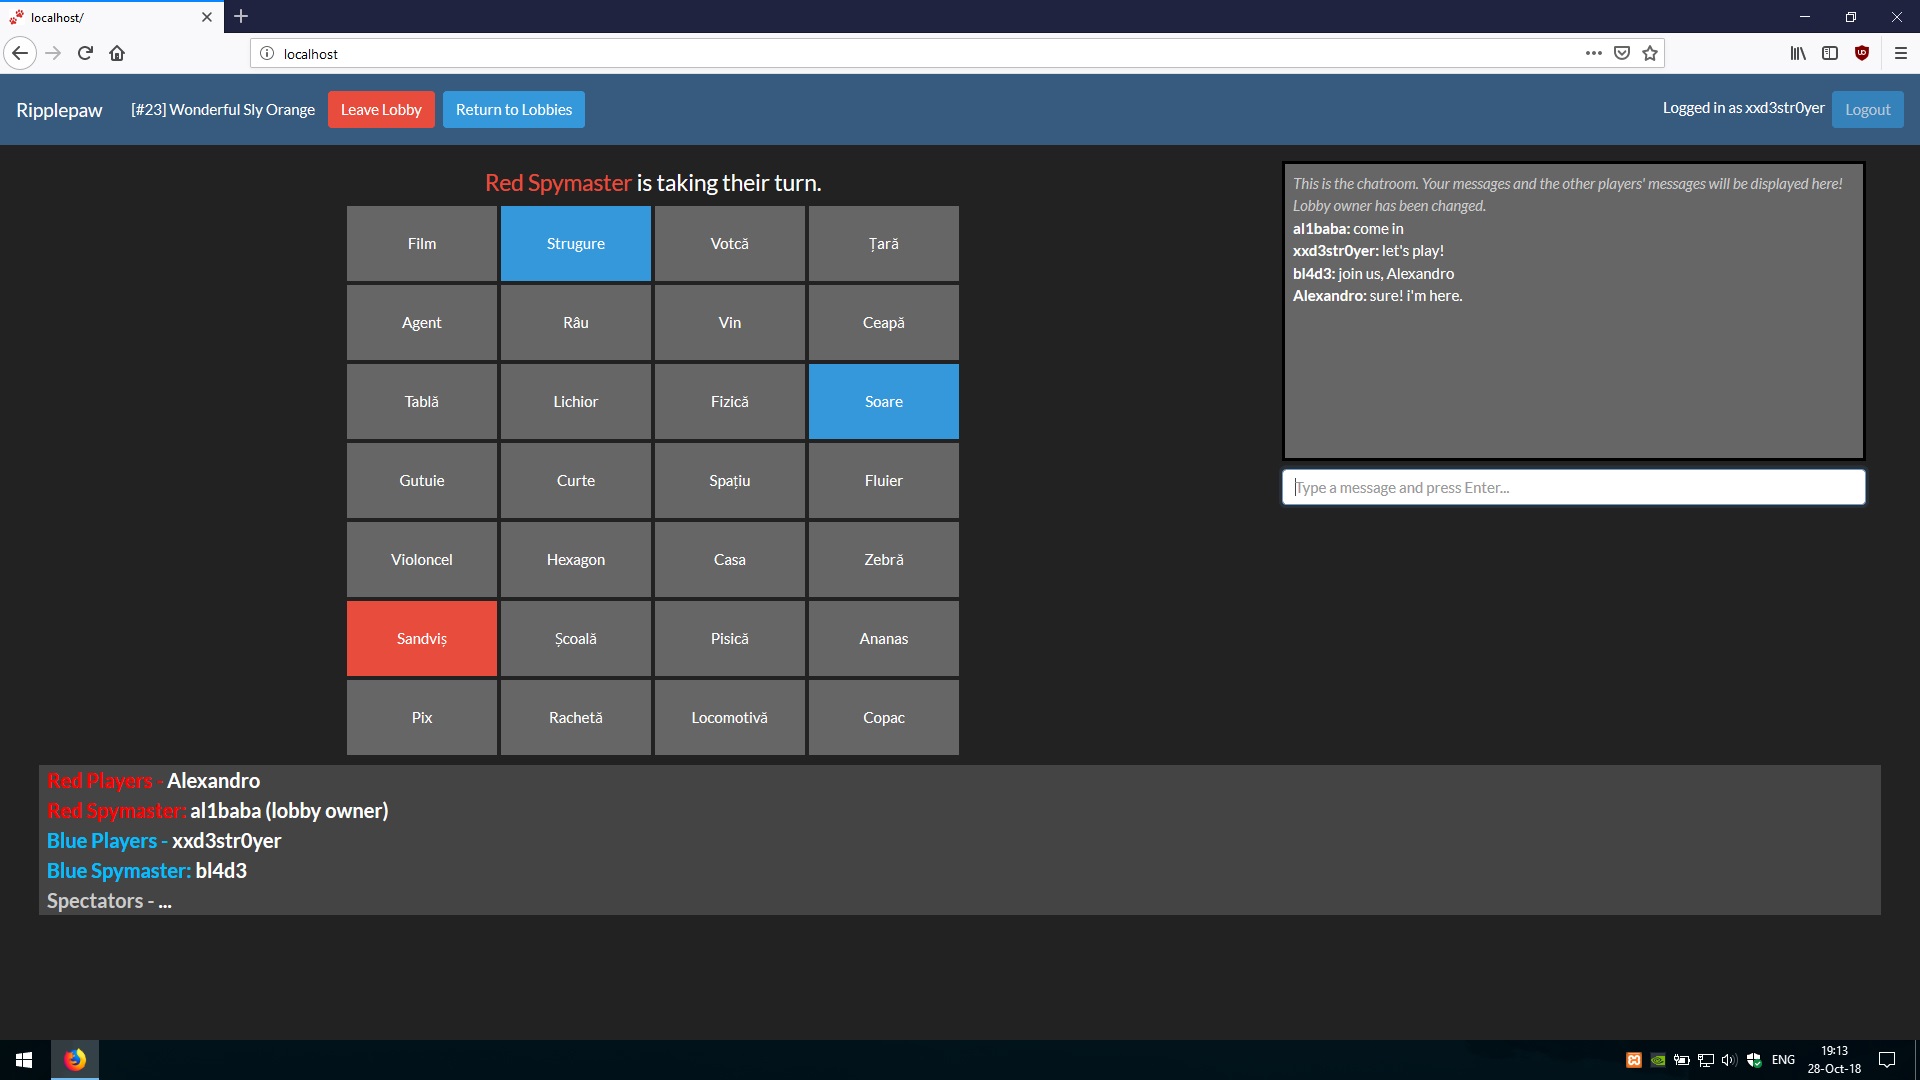 localhost/
localhost
Ripplepaw [#23] Wonderful Sly Orange Leave Lobby Return to Lobbies Logged in as xxd3str0yer Logout
Red Spymaster is taking their turn.
Film Strugure Votcă Țară
Agent Râu Vin Ceapă
Tablă Lichior Fizică Soare
Gutuie Curte Spațiu Fluier
Violoncel Hexagon Casa Zebră
Sandviș Școală Pisică Ananas
Pix Rachetă Locomotivă Copac
This is the chatroom. Your messages and the other players' messages will be displayed here!
Lobby owner has been changed.
al1baba: come in
xxd3str0yer: let's play!
bl4d3: join us, Alexandro
Alexandro: sure! i'm here.
Type a message and press Enter...
Red Players - Alexandro
Red Spymaster: al1baba (lobby owner)
Blue Players - xxd3str0yer
Blue Spymaster: bl4d3
Spectators - ...
ENG
19:13
28-Oct-18